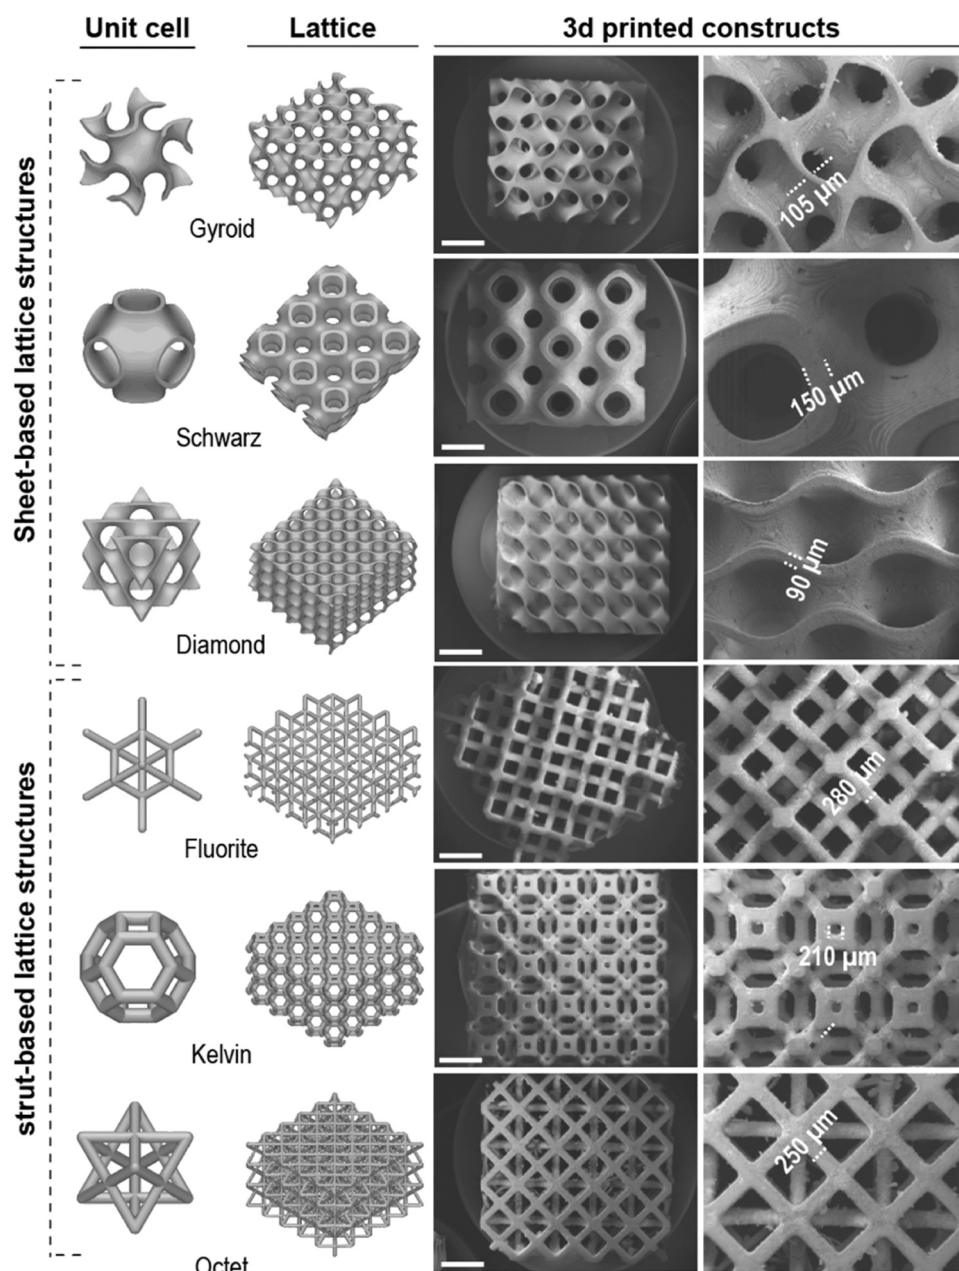 Unit cell
Lattice
3d printed constructs
Sheet-based lattice structures
Gyroid
105 µm
Schwarz
150 µm
Diamond
90 µm
strut-based lattice structures
Fluorite
280 µm
Kelvin
210 µm
Octet
250 µm